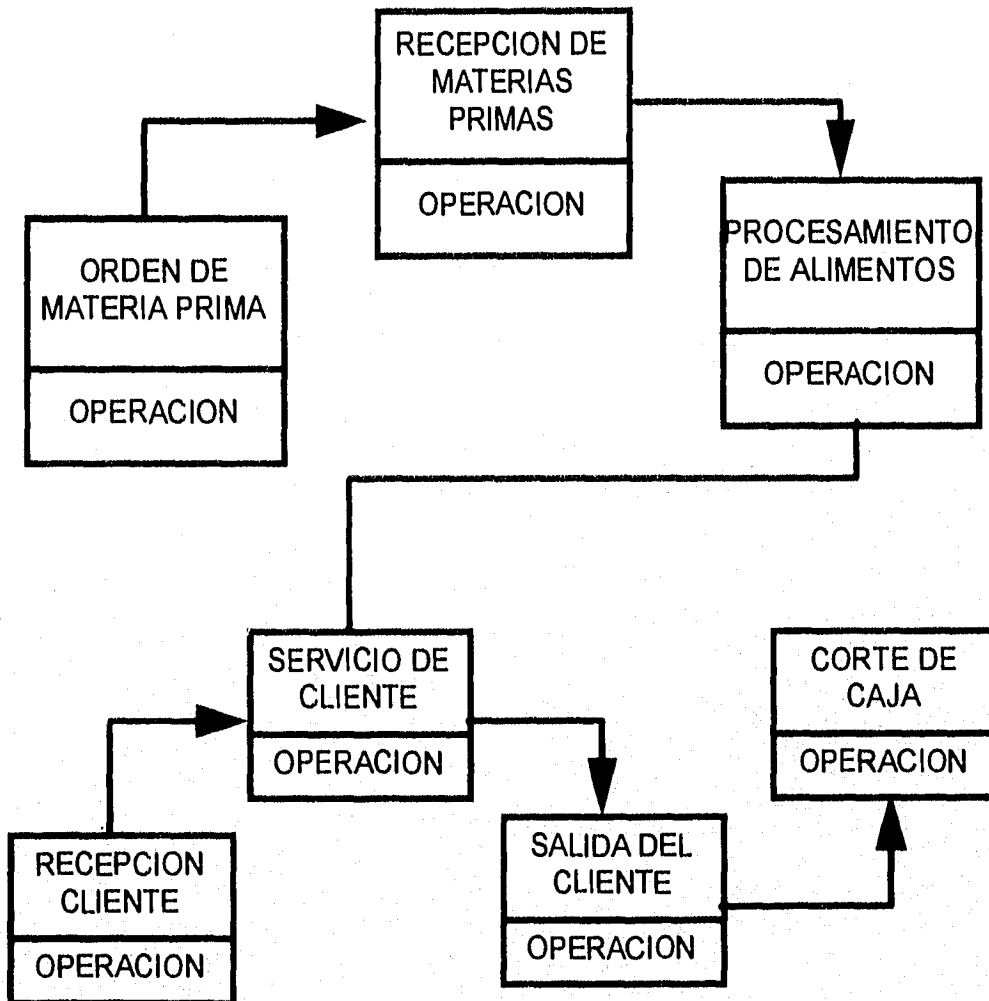 RECEPCION DE
MATERIAS
PRIMAS
OPERACION
ORDEN DE
MATERIA PRIMA
OPERACION
PROCESAMIENTO
DE ALIMENTOS
OPERACION
SERVICIO DE
CLIENTE
OPERACION
CORTE DE
CAJA
OPERACION
RECEPCION
CLIENTE
OPERACION
SALIDA DEL
CLIENTE
OPERACION